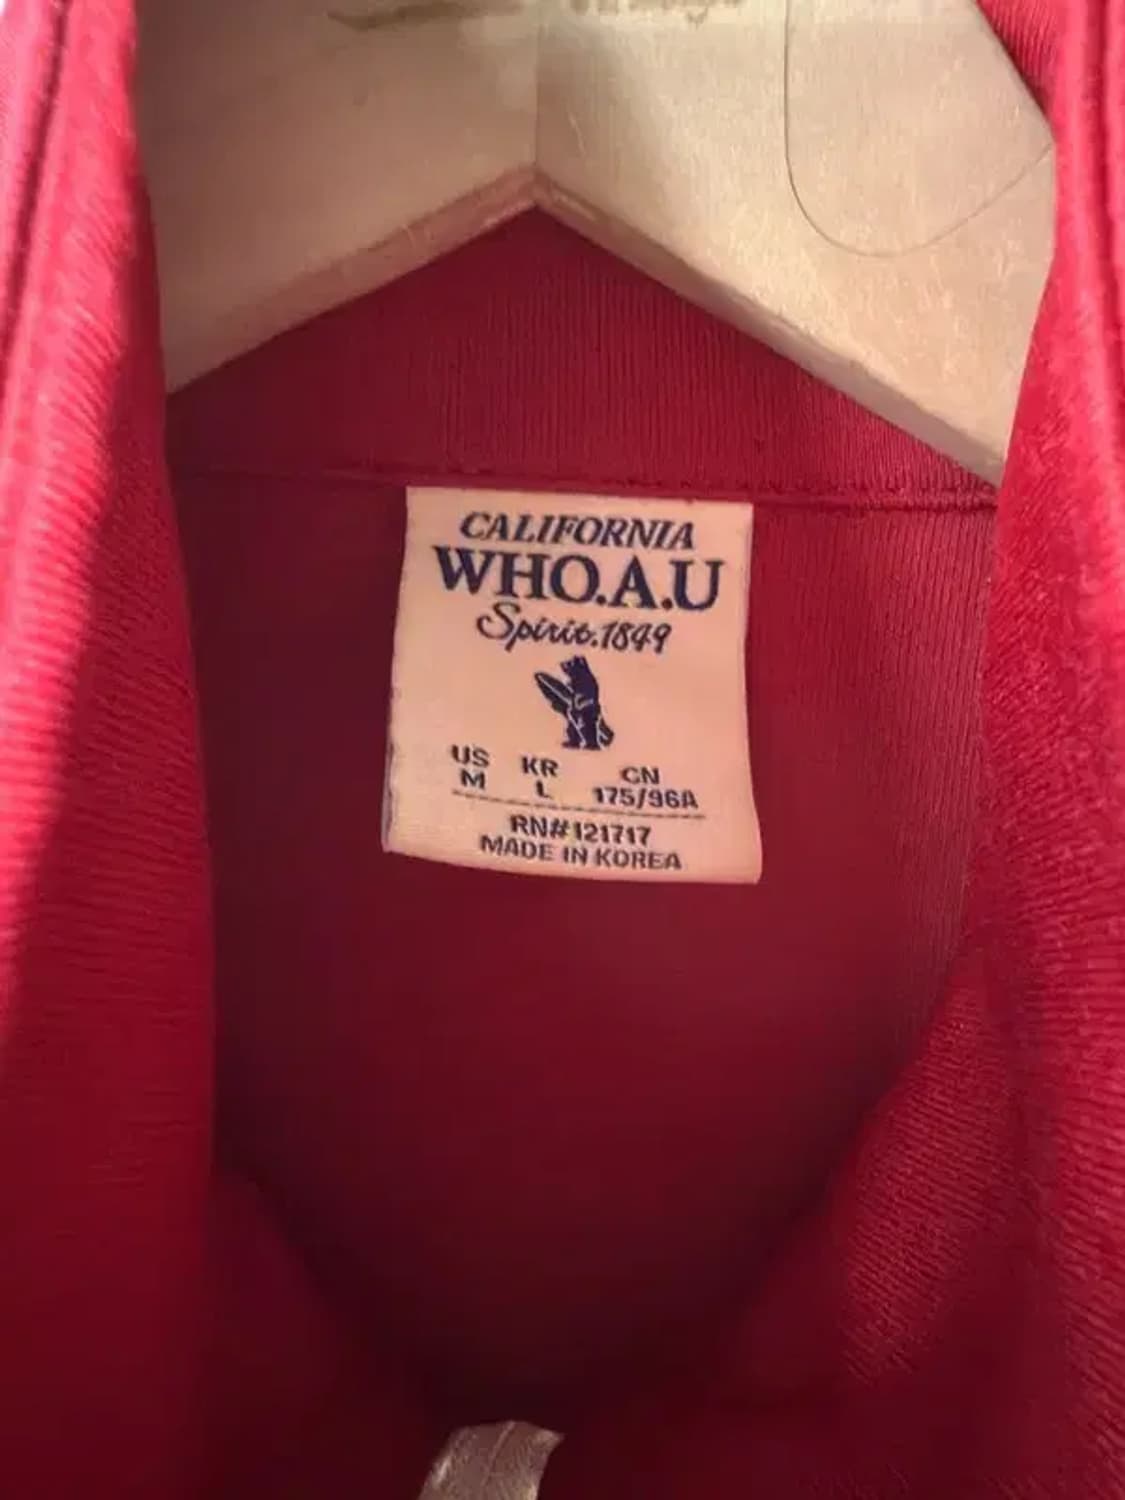 CALIFORNIA
WHO.A.U
Spirit.1849
US KR CN
M L 175/96A
RN#121717
MADE IN KOREA